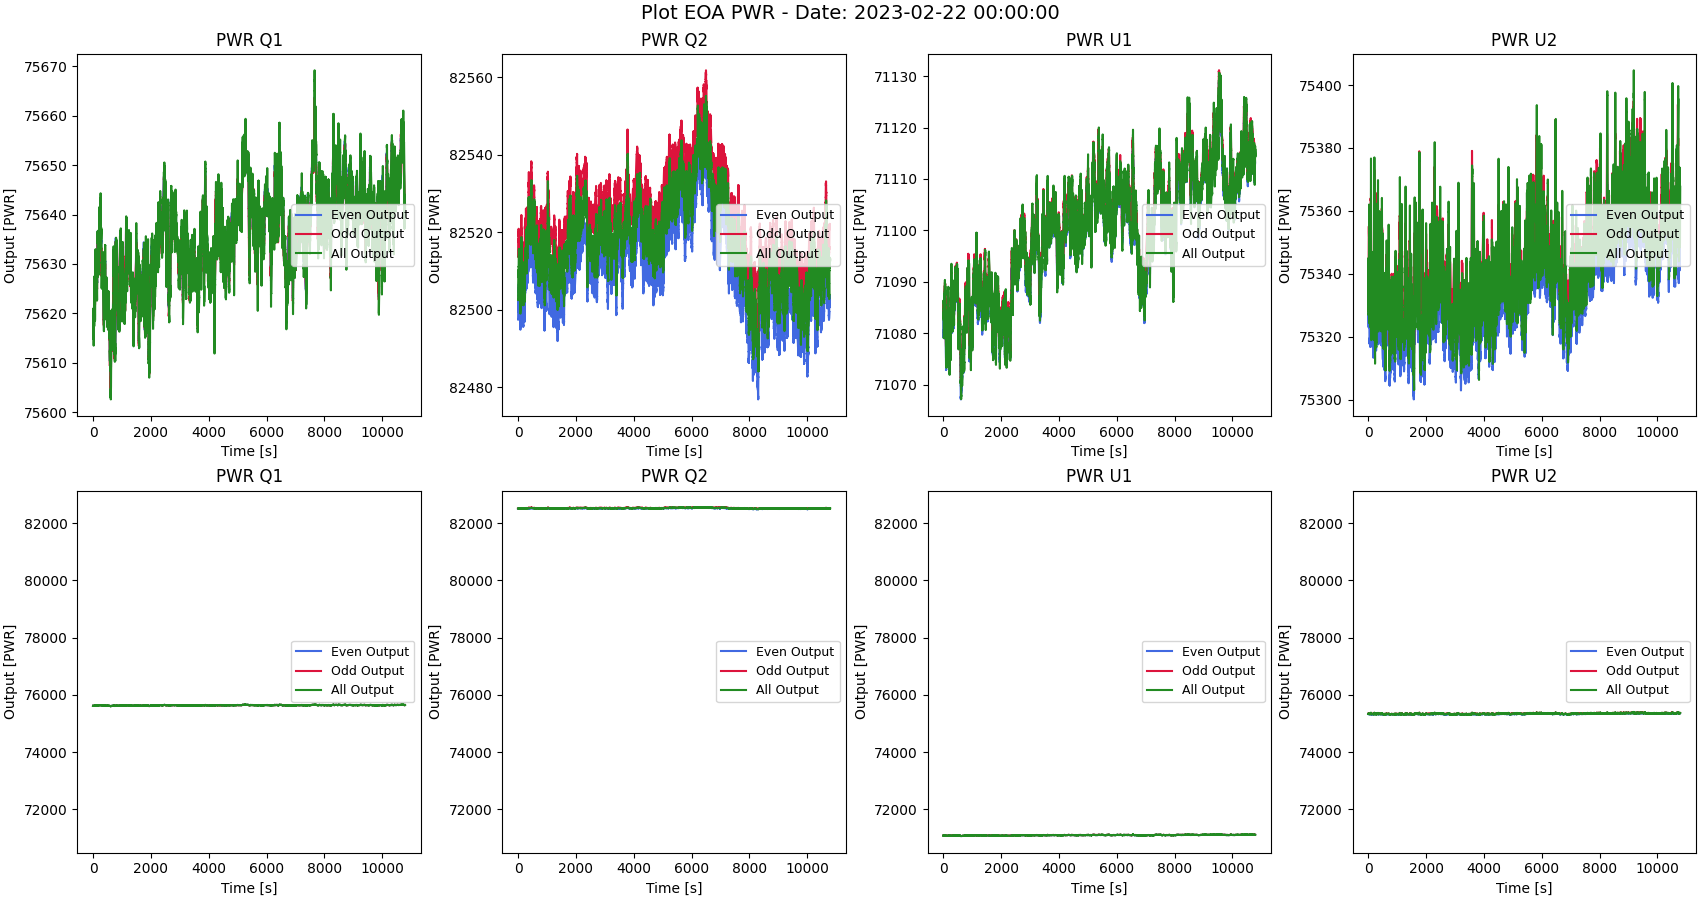 Plot EOA PWR - Date: 2023-02-22 00:00:00
PWR Q1
75670
75660
75650
75640
75630
75620
75610
75600
Output [PWR]
0 2000 4000 6000 8000 10000
Time [s]
Even Output
Odd Output
All Output
PWR Q2
82560
82540
82520
82500
82480
Output [PWR]
0 2000 4000 6000 8000 10000
Time [s]
Even Output
Odd Output
All Output
PWR U1
71130
71120
71110
71100
71090
71080
71070
Output [PWR]
0 2000 4000 6000 8000 10000
Time [s]
Even Output
Odd Output
All Output
PWR U2
75400
75380
75360
75340
75320
75300
Output [PWR]
0 2000 4000 6000 8000 10000
Time [s]
Even Output
Odd Output
All Output
PWR Q1
82000
80000
78000
76000
74000
72000
Output [PWR]
0 2000 4000 6000 8000 10000
Time [s]
Even Output
Odd Output
All Output
PWR Q2
82000
80000
78000
76000
74000
72000
Output [PWR]
0 2000 4000 6000 8000 10000
Time [s]
Even Output
Odd Output
All Output
PWR U1
82000
80000
78000
76000
74000
72000
Output [PWR]
0 2000 4000 6000 8000 10000
Time [s]
Even Output
Odd Output
All Output
PWR U2
82000
80000
78000
76000
74000
72000
Output [PWR]
0 2000 4000 6000 8000 10000
Time [s]
Even Output
Odd Output
All Output